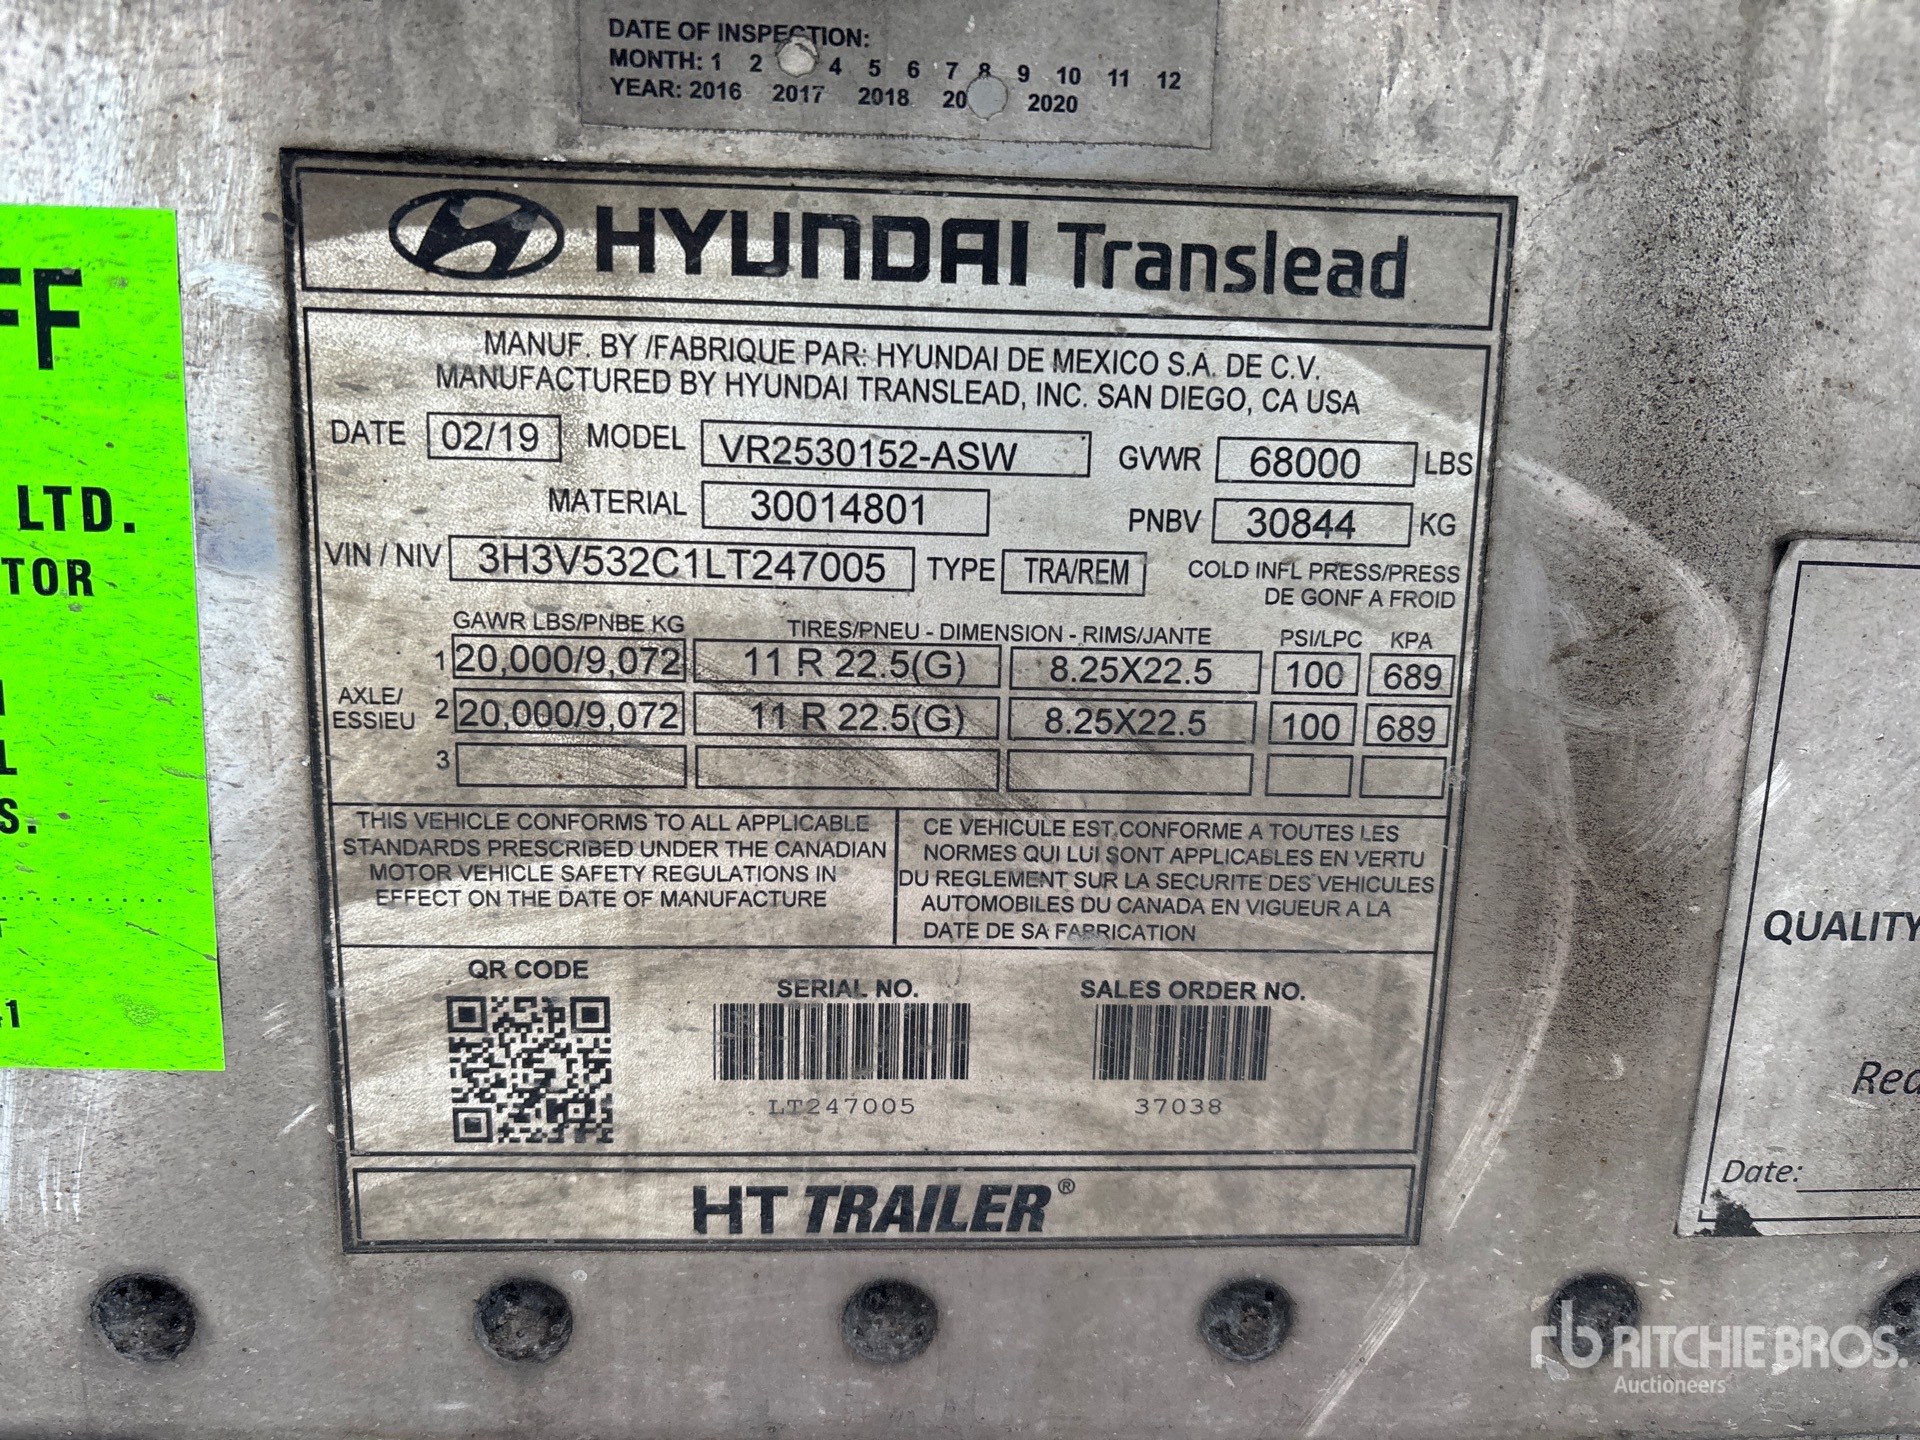 DATE OF INSPECTION:
MONTH: 1 2 4 5 6 7 8 9 10 11 12
YEAR: 2016 2017 2018 20 2020
HYUNDAI Translead
MANUF. BY /FABRIQUE PAR: HYUNDAI DE MEXICO S.A. DE C.V.
MANUFACTURED BY HYUNDAI TRANSLEAD, INC. SAN DIEGO, CA USA
DATE 02/19 MODEL VR2530152-ASW GVWR 68000 LBS
MATERIAL 30014801 PNBV 30844 KG
VIN / NIV 3H3V532C1LT247005 TYPE TRA/REM COLD INFL PRESS/PRESS
DE GONF A FROID
GAWR LBS/PNBE KG TIRES/PNEU - DIMENSION - RIMS/JANTE PSI/LPC KPA
1 20,000/9,072 11 R 22.5(G) 8.25X22.5 100 689
AXLE/
ESSIEU 2 20,000/9,072 11 R 22.5(G) 8.25X22.5 100 689
3
THIS VEHICLE CONFORMS TO ALL APPLICABLE
STANDARDS PRESCRIBED UNDER THE CANADIAN
MOTOR VEHICLE SAFETY REGULATIONS IN
EFFECT ON THE DATE OF MANUFACTURE
CE VEHICULE EST CONFORME A TOUTES LES
NORMES QUI LUI SONT APPLICABLES EN VERTU
DU REGLEMENT SUR LA SECURITE DES VEHICULES
AUTOMOBILES DU CANADA EN VIGUEUR A LA
DATE DE SA FABRICATION
QR CODE SERIAL NO. SALES ORDER NO.
LT247005 37038
HT TRAILER®
FF
LTD.
TOR
L
S.
41
QUALITY
Date:
rb RITCHIE BROS.
Auctioneers